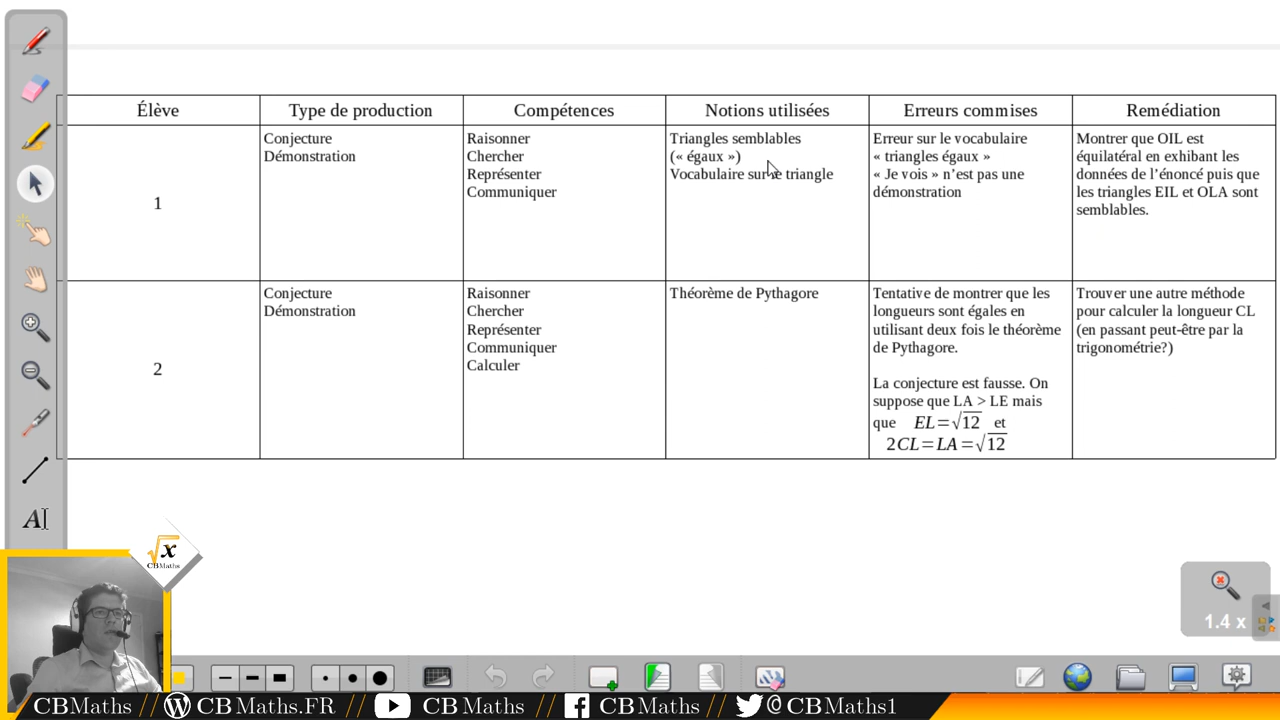 Élève
Type de production
Compétences
Notions utilisées
Erreurs commises
Remédiation
1
Conjecture
Démonstration
Raisonner
Chercher
Représenter
Communiquer
Triangles semblables
(« égaux »)
Vocabulaire sur le triangle
Erreur sur le vocabulaire
« triangles égaux »
« Je vois » n’est pas une
démonstration
Montrer que OIL est
équilatéral en exhibant les
données de l’énoncé puis que
les triangles EIL et OLA sont
semblables.
2
Conjecture
Démonstration
Raisonner
Chercher
Représenter
Communiquer
Calculer
Théorème de Pythagore
Tentative de montrer que les
longueurs sont égales en
utilisant deux fois le théorème
de Pythagore.
La conjecture est fausse. On
suppose que LA > LE mais
que EL=√12 et
2CL=LA=√12
Trouver une autre méthode
pour calculer la longueur CL
(en passant peut-être par la
trigonométrie?)
AI
√x
CBMaths
1.4 x
CBMaths // CBMaths.FR // CBMaths // CBMaths // @CBMaths1